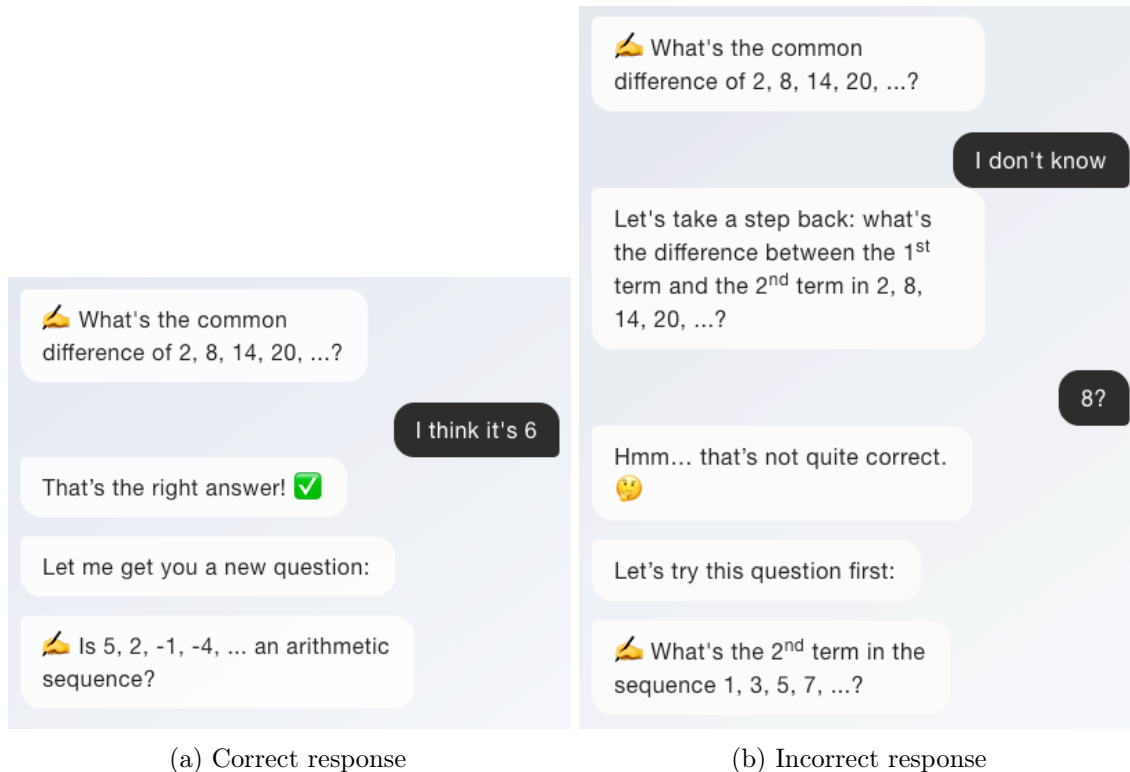 ✍️ What's the common
difference of 2, 8, 14, 20, ...?
I think it's 6
That’s the right answer! ✅
Let me get you a new question:
✍️ Is 5, 2, -1, -4, ... an arithmetic
sequence?
(a) Correct response
✍️ What's the common
difference of 2, 8, 14, 20, ...?
I don't know
Let's take a step back: what's
the difference between the 1st
term and the 2nd term in 2, 8,
14, 20, ...?
8?
Hmm... that’s not quite correct.
🤔
Let’s try this question first:
✍️ What's the 2nd term in the
sequence 1, 3, 5, 7, ...?
(b) Incorrect response